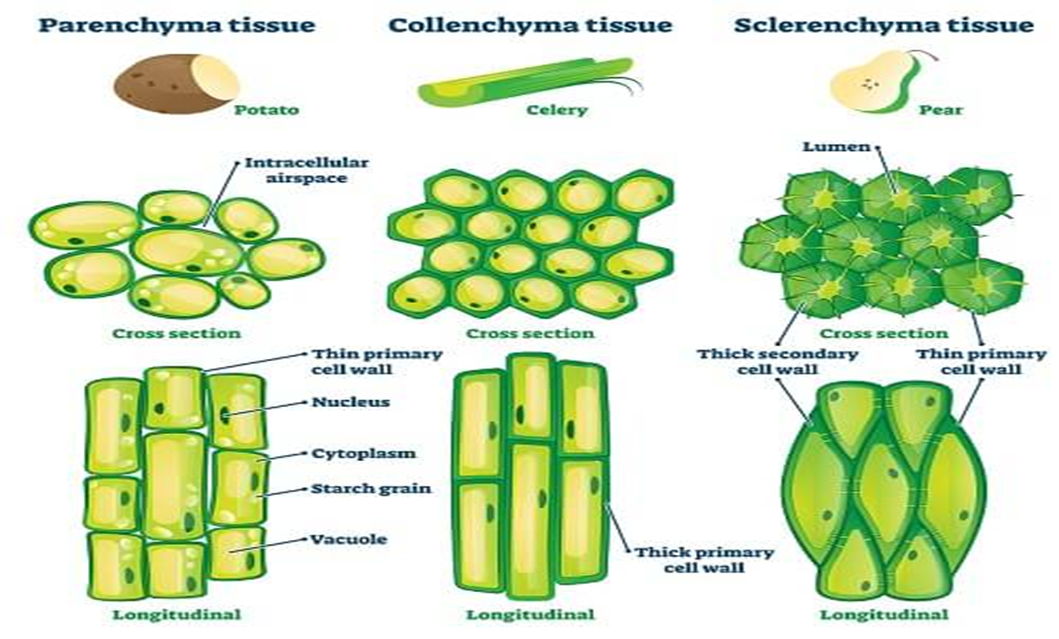 Parenchyma tissue
Collenchyma tissue
Sclerenchyma tissue
Potato
Celery
Pear
Lumen
Intracellular
airspace
Cross section
Cross section
Cross section
Thin primary
cell wall
Thick secondary
cell wall
Thin primary
cell wall
Nucleus
Cytoplasm
Starch grain
Vacuole
Thick primary
cell wall
Longitudinal
Longitudinal
Longitudinal